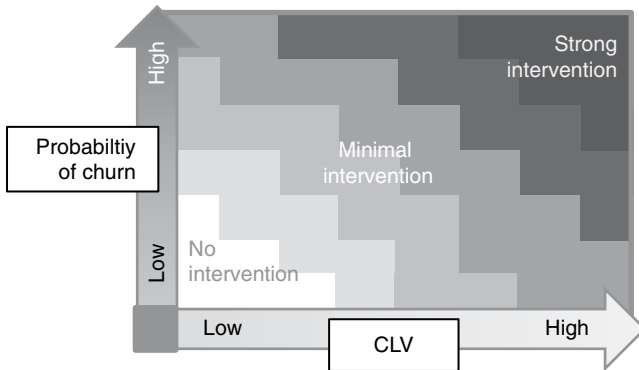 High
Strong
intervention
Probabiltiy
of churn
Minimal
intervention
Low
No
intervention
Low
High
CLV